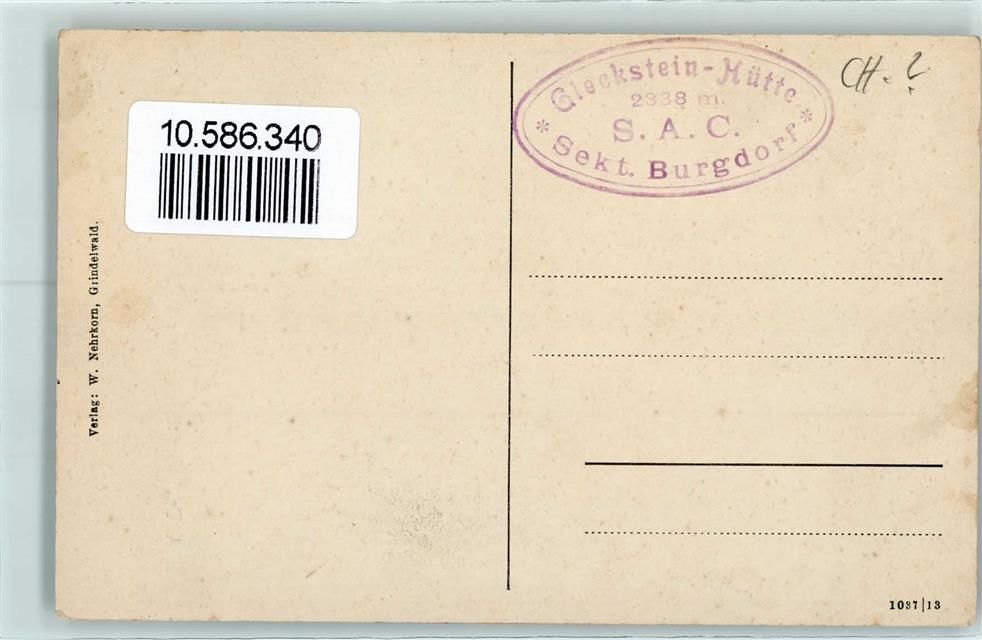 10.586.340
Verlag: W. Nehrkorn, Grindelwald.
Gleckstein-Hütte
2338 m.
S. A. C.
* Sekt. Burgdorf *
CH. ?
1037|13